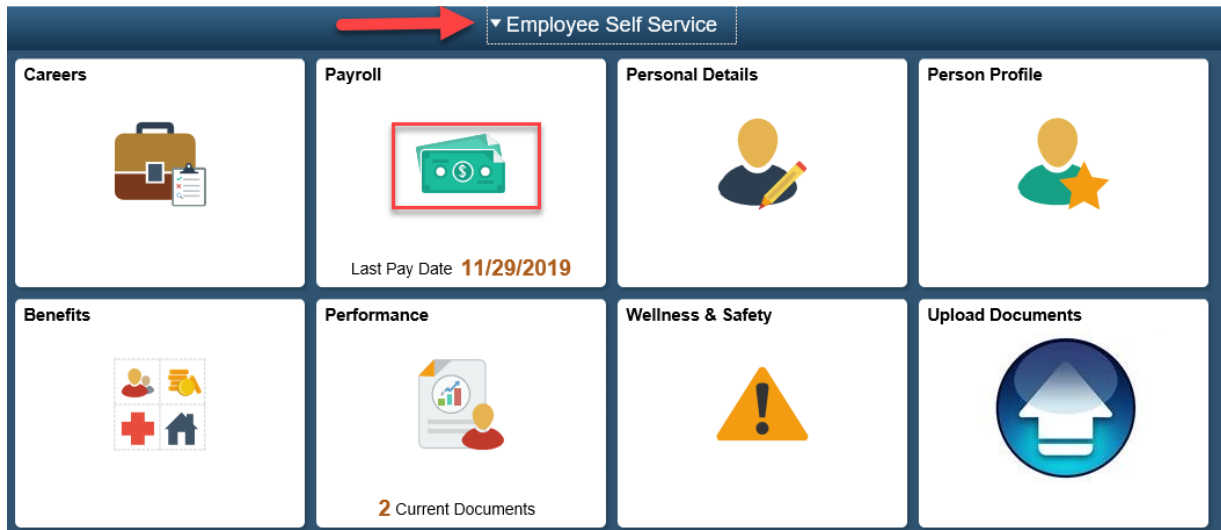 Employee Self Service
Careers
Payroll
Personal Details
Person Profile
Last Pay Date 11/29/2019
Benefits
Performance
Wellness & Safety
Upload Documents
2 Current Documents